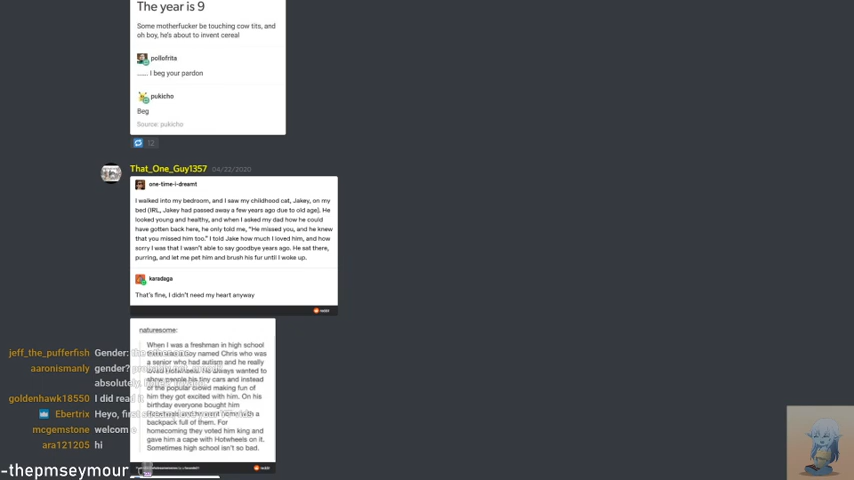 The year is 9
Some motherfucker be touching cow tits, and
oh boy, he's about to invent cereal
pollofrita
...... I beg your pardon
pukicho
Beg
Source: pukicho
That_One_Guy1357 04/22/2020
one-time-i-dreamt
I walked into my bedroom, and I saw my childhood cat, Jakey, on my
bed (IRL, Jakey had passed away a few years ago due to old age). He
looked young and healthy, and when I asked my dad how he could
have gotten back here, he only told me, "He missed you, and he knew
that you missed him too." I told Jake how much I loved him, and how
sorry I was that I wasn't able to say goodbye years ago. He sat there,
purring, and let me pet him and brush his fur until I woke up.
karadaga
That's fine, I didn't need my heart anyway
reddit
naturesome:
When I was a freshman in high school
there was a guy named Chris who was
a senior who had autism and he really
loved Hotwheels. He always wanted to
show people his tiny cars and instead
of the popular crowd making fun of
him they got excited with him. On his
birthday everyone bought him
backpack full of them. For
homecoming they voted him king and
gave him a cape with Hotwheels on it.
Sometimes high school isn't so bad.
reddit
jeff_the_pufferfish Gender:
aaronismanly gender?
absolutely.
goldenhawk18550 I did read it
Ebertrix Heyo, first
mcgemstone welcome
ara121205 hi
-thepmseymour